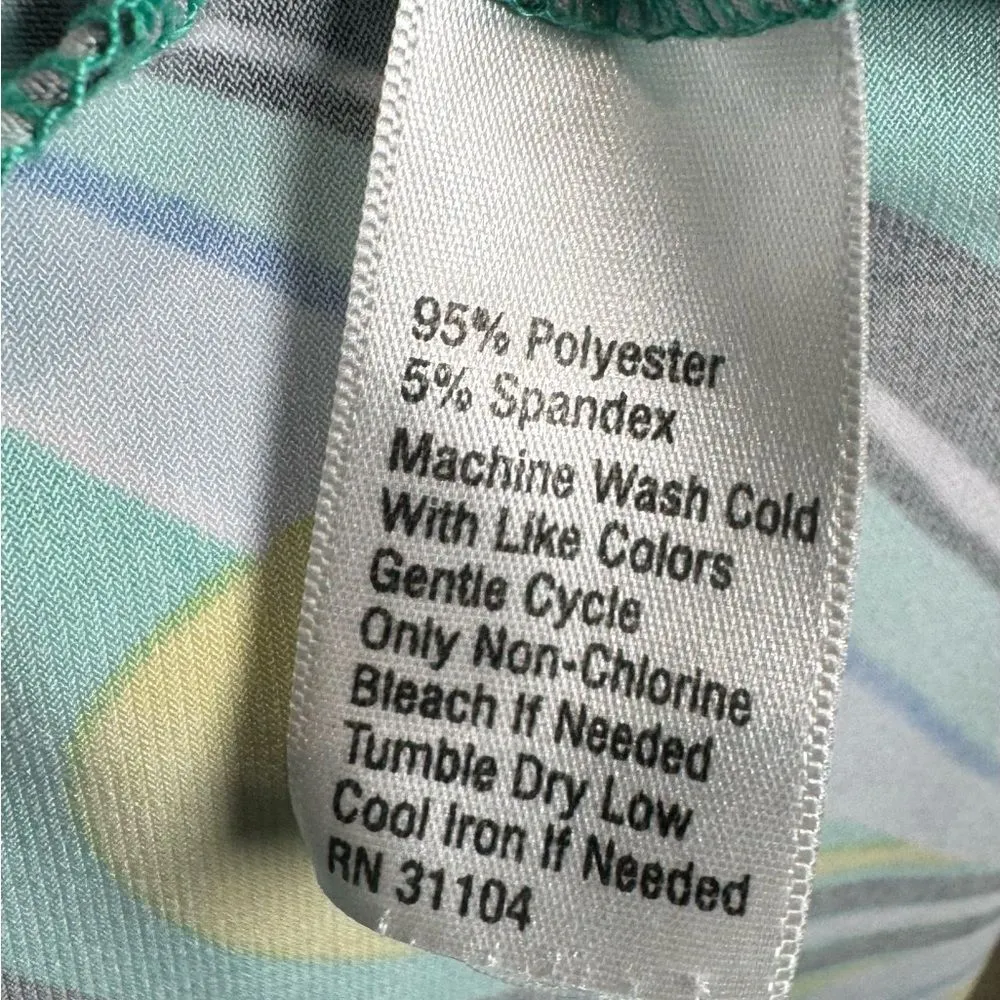 95% Polyester
5% Spandex
Machine Wash Cold
With Like Colors
Gentle Cycle
Only Non-Chlorine
Bleach If Needed
Tumble Dry Low
Cool Iron If Needed
RN 31104